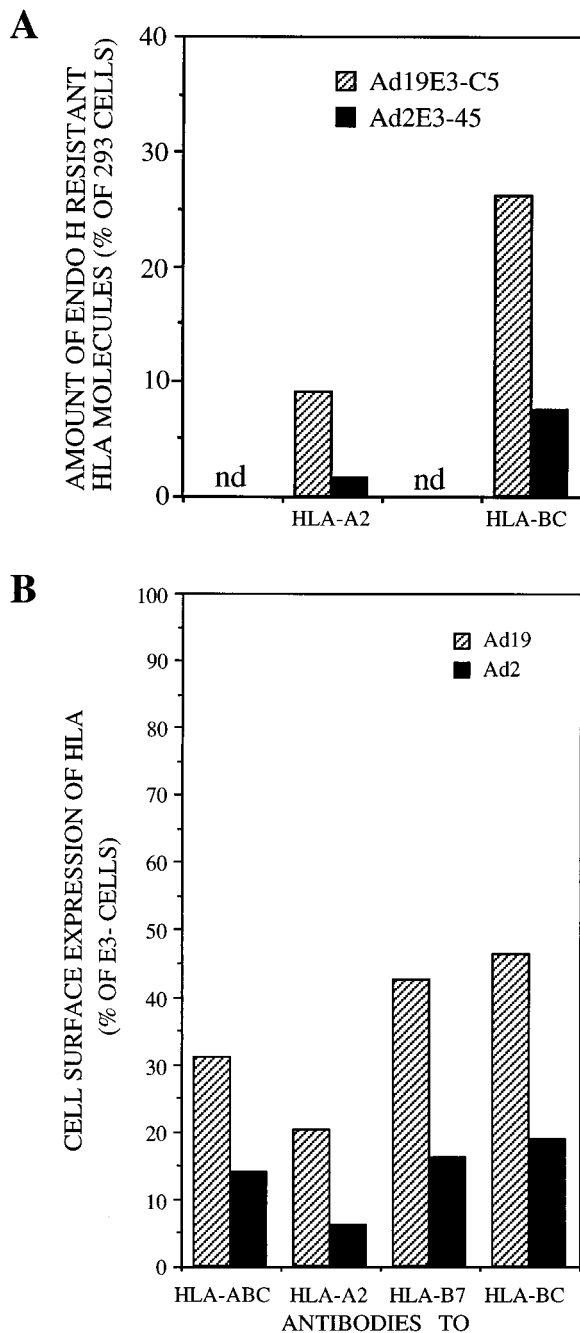 A
40
30
20
10
0
AMOUNT OF ENDO H RESISTANT
HLA MOLECULES (% OF 293 CELLS)
Ad19E3-C5
Ad2E3-45
nd
nd
HLA-A2
HLA-BC
B
100
90
80
70
60
50
40
30
20
10
0
CELL SURFACE EXPRESSION OF HLA
(% OF E3- CELLS)
Ad19
Ad2
HLA-ABC
HLA-A2
HLA-B7
HLA-BC
ANTIBODIES TO